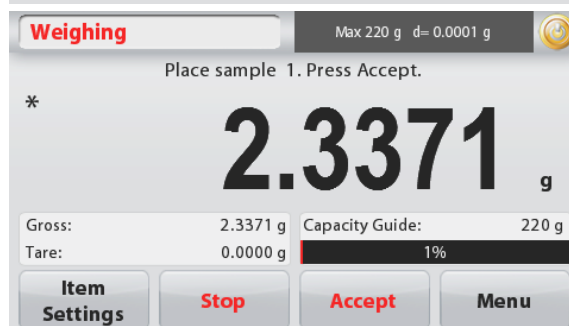 Weighing
Max 220 g d= 0.0001 g
Place sample 1. Press Accept.
*
2.3371 g
Gross: 2.3371 g Capacity Guide: 220 g
Tare: 0.0000 g 1%
Item Settings Stop Accept Menu